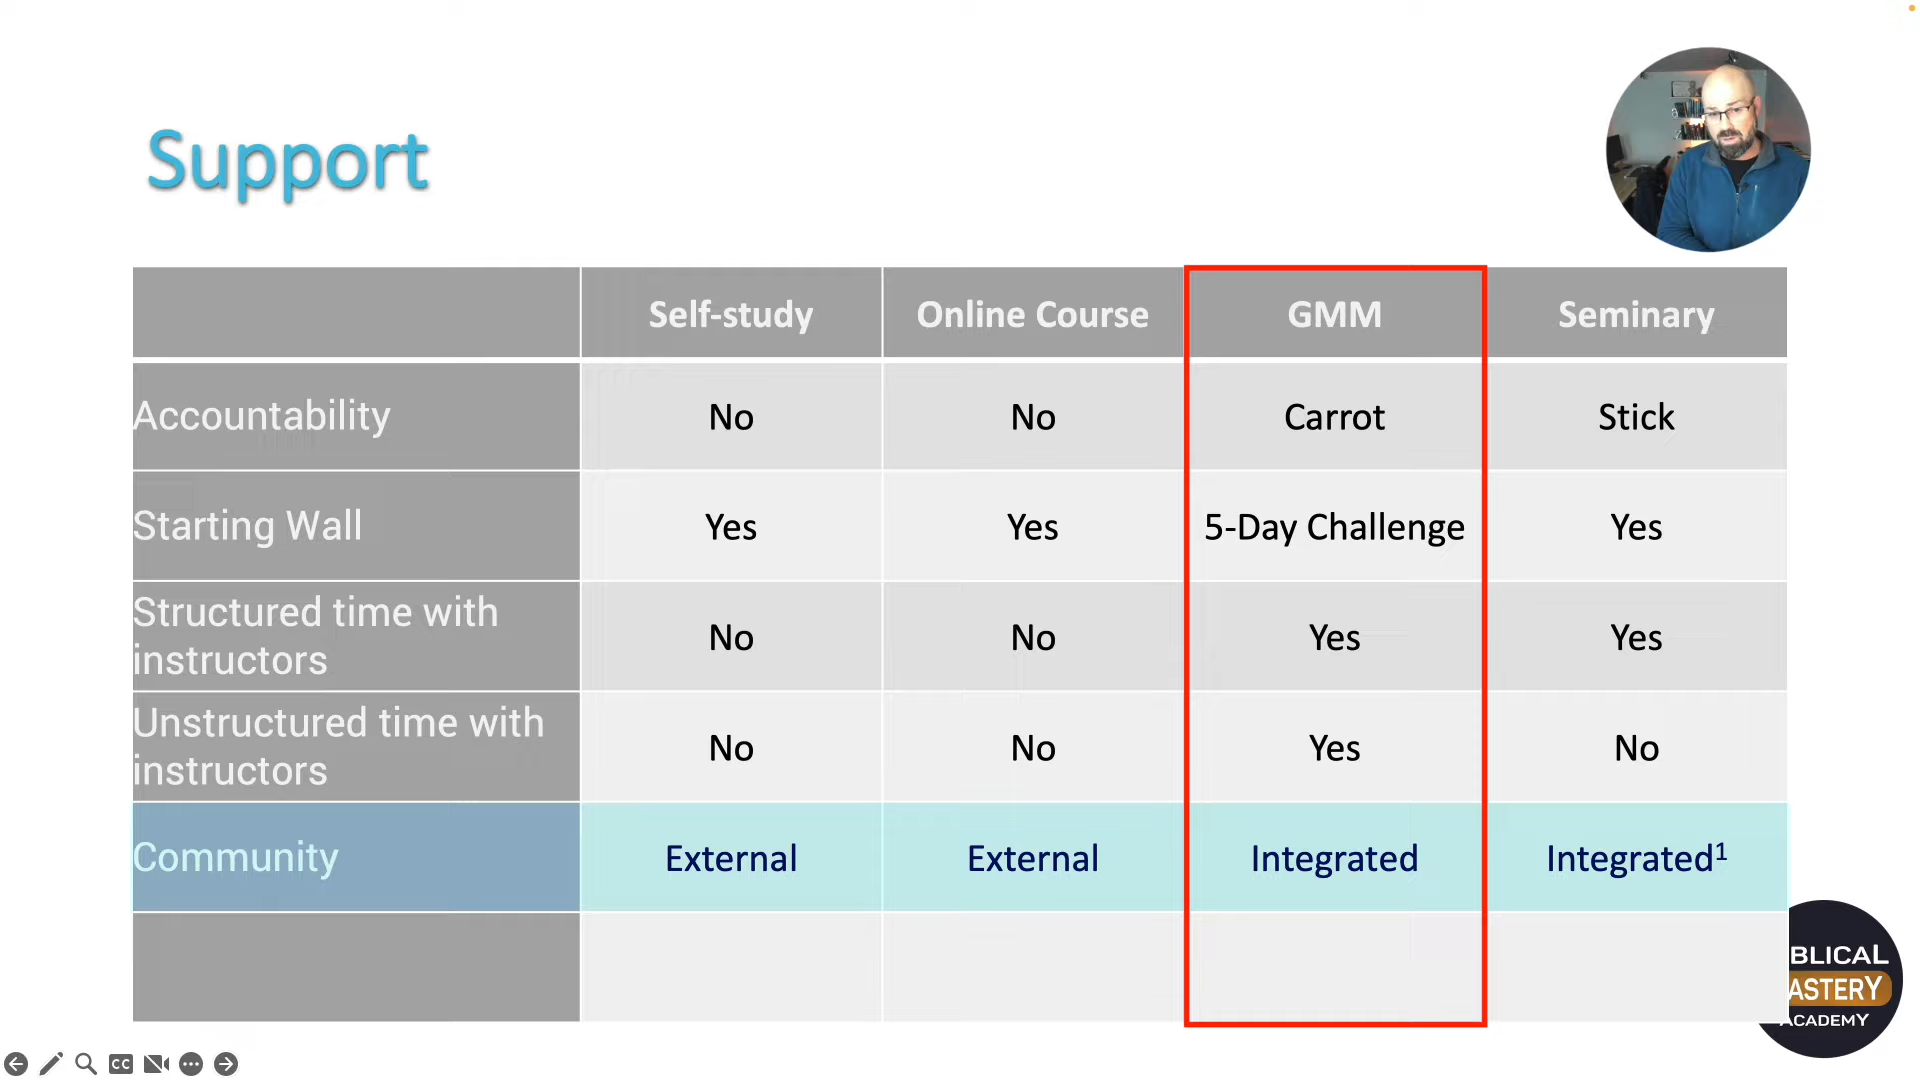 Support
Self-study Online Course GMM Seminary
Accountability No No Carrot Stick
Starting Wall Yes Yes 5-Day Challenge Yes
Structured time with
instructors No No Yes Yes
Unstructured time with
instructors No No Yes No
Community External External Integrated Integrated¹
BLICAL
ASTERY
ACADEMY
CC